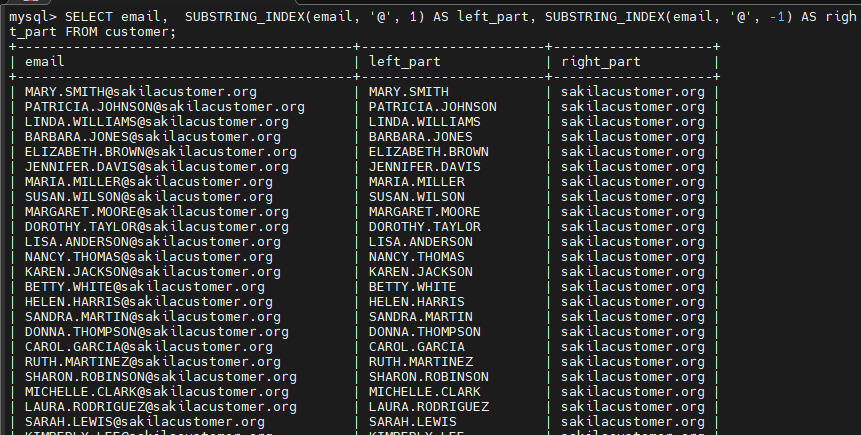 mysql> SELECT email,  SUBSTRING_INDEX(email, '@', 1) AS left_part, SUBSTRING_INDEX(email, '@', -1) AS righ
t_part FROM customer;
+------------------------------------------+-----------------------+--------------------+
| email                                    | left_part             | right_part         |
+------------------------------------------+-----------------------+--------------------+
| MARY.SMITH@sakilacustomer.org            | MARY.SMITH            | sakilacustomer.org |
| PATRICIA.JOHNSON@sakilacustomer.org      | PATRICIA.JOHNSON      | sakilacustomer.org |
| LINDA.WILLIAMS@sakilacustomer.org        | LINDA.WILLIAMS        | sakilacustomer.org |
| BARBARA.JONES@sakilacustomer.org         | BARBARA.JONES         | sakilacustomer.org |
| ELIZABETH.BROWN@sakilacustomer.org       | ELIZABETH.BROWN       | sakilacustomer.org |
| JENNIFER.DAVIS@sakilacustomer.org        | JENNIFER.DAVIS        | sakilacustomer.org |
| MARIA.MILLER@sakilacustomer.org          | MARIA.MILLER          | sakilacustomer.org |
| SUSAN.WILSON@sakilacustomer.org          | SUSAN.WILSON          | sakilacustomer.org |
| MARGARET.MOORE@sakilacustomer.org        | MARGARET.MOORE        | sakilacustomer.org |
| DOROTHY.TAYLOR@sakilacustomer.org        | DOROTHY.TAYLOR        | sakilacustomer.org |
| LISA.ANDERSON@sakilacustomer.org         | LISA.ANDERSON         | sakilacustomer.org |
| NANCY.THOMAS@sakilacustomer.org          | NANCY.THOMAS          | sakilacustomer.org |
| KAREN.JACKSON@sakilacustomer.org         | KAREN.JACKSON         | sakilacustomer.org |
| BETTY.WHITE@sakilacustomer.org           | BETTY.WHITE           | sakilacustomer.org |
| HELEN.HARRIS@sakilacustomer.org          | HELEN.HARRIS          | sakilacustomer.org |
| SANDRA.MARTIN@sakilacustomer.org         | SANDRA.MARTIN         | sakilacustomer.org |
| DONNA.THOMPSON@sakilacustomer.org        | DONNA.THOMPSON        | sakilacustomer.org |
| CAROL.GARCIA@sakilacustomer.org          | CAROL.GARCIA          | sakilacustomer.org |
| RUTH.MARTINEZ@sakilacustomer.org         | RUTH.MARTINEZ         | sakilacustomer.org |
| SHARON.ROBINSON@sakilacustomer.org       | SHARON.ROBINSON       | sakilacustomer.org |
| MICHELLE.CLARK@sakilacustomer.org        | MICHELLE.CLARK        | sakilacustomer.org |
| LAURA.RODRIGUEZ@sakilacustomer.org       | LAURA.RODRIGUEZ       | sakilacustomer.org |
| SARAH.LEWIS@sakilacustomer.org           | SARAH.LEWIS           | sakilacustomer.org |